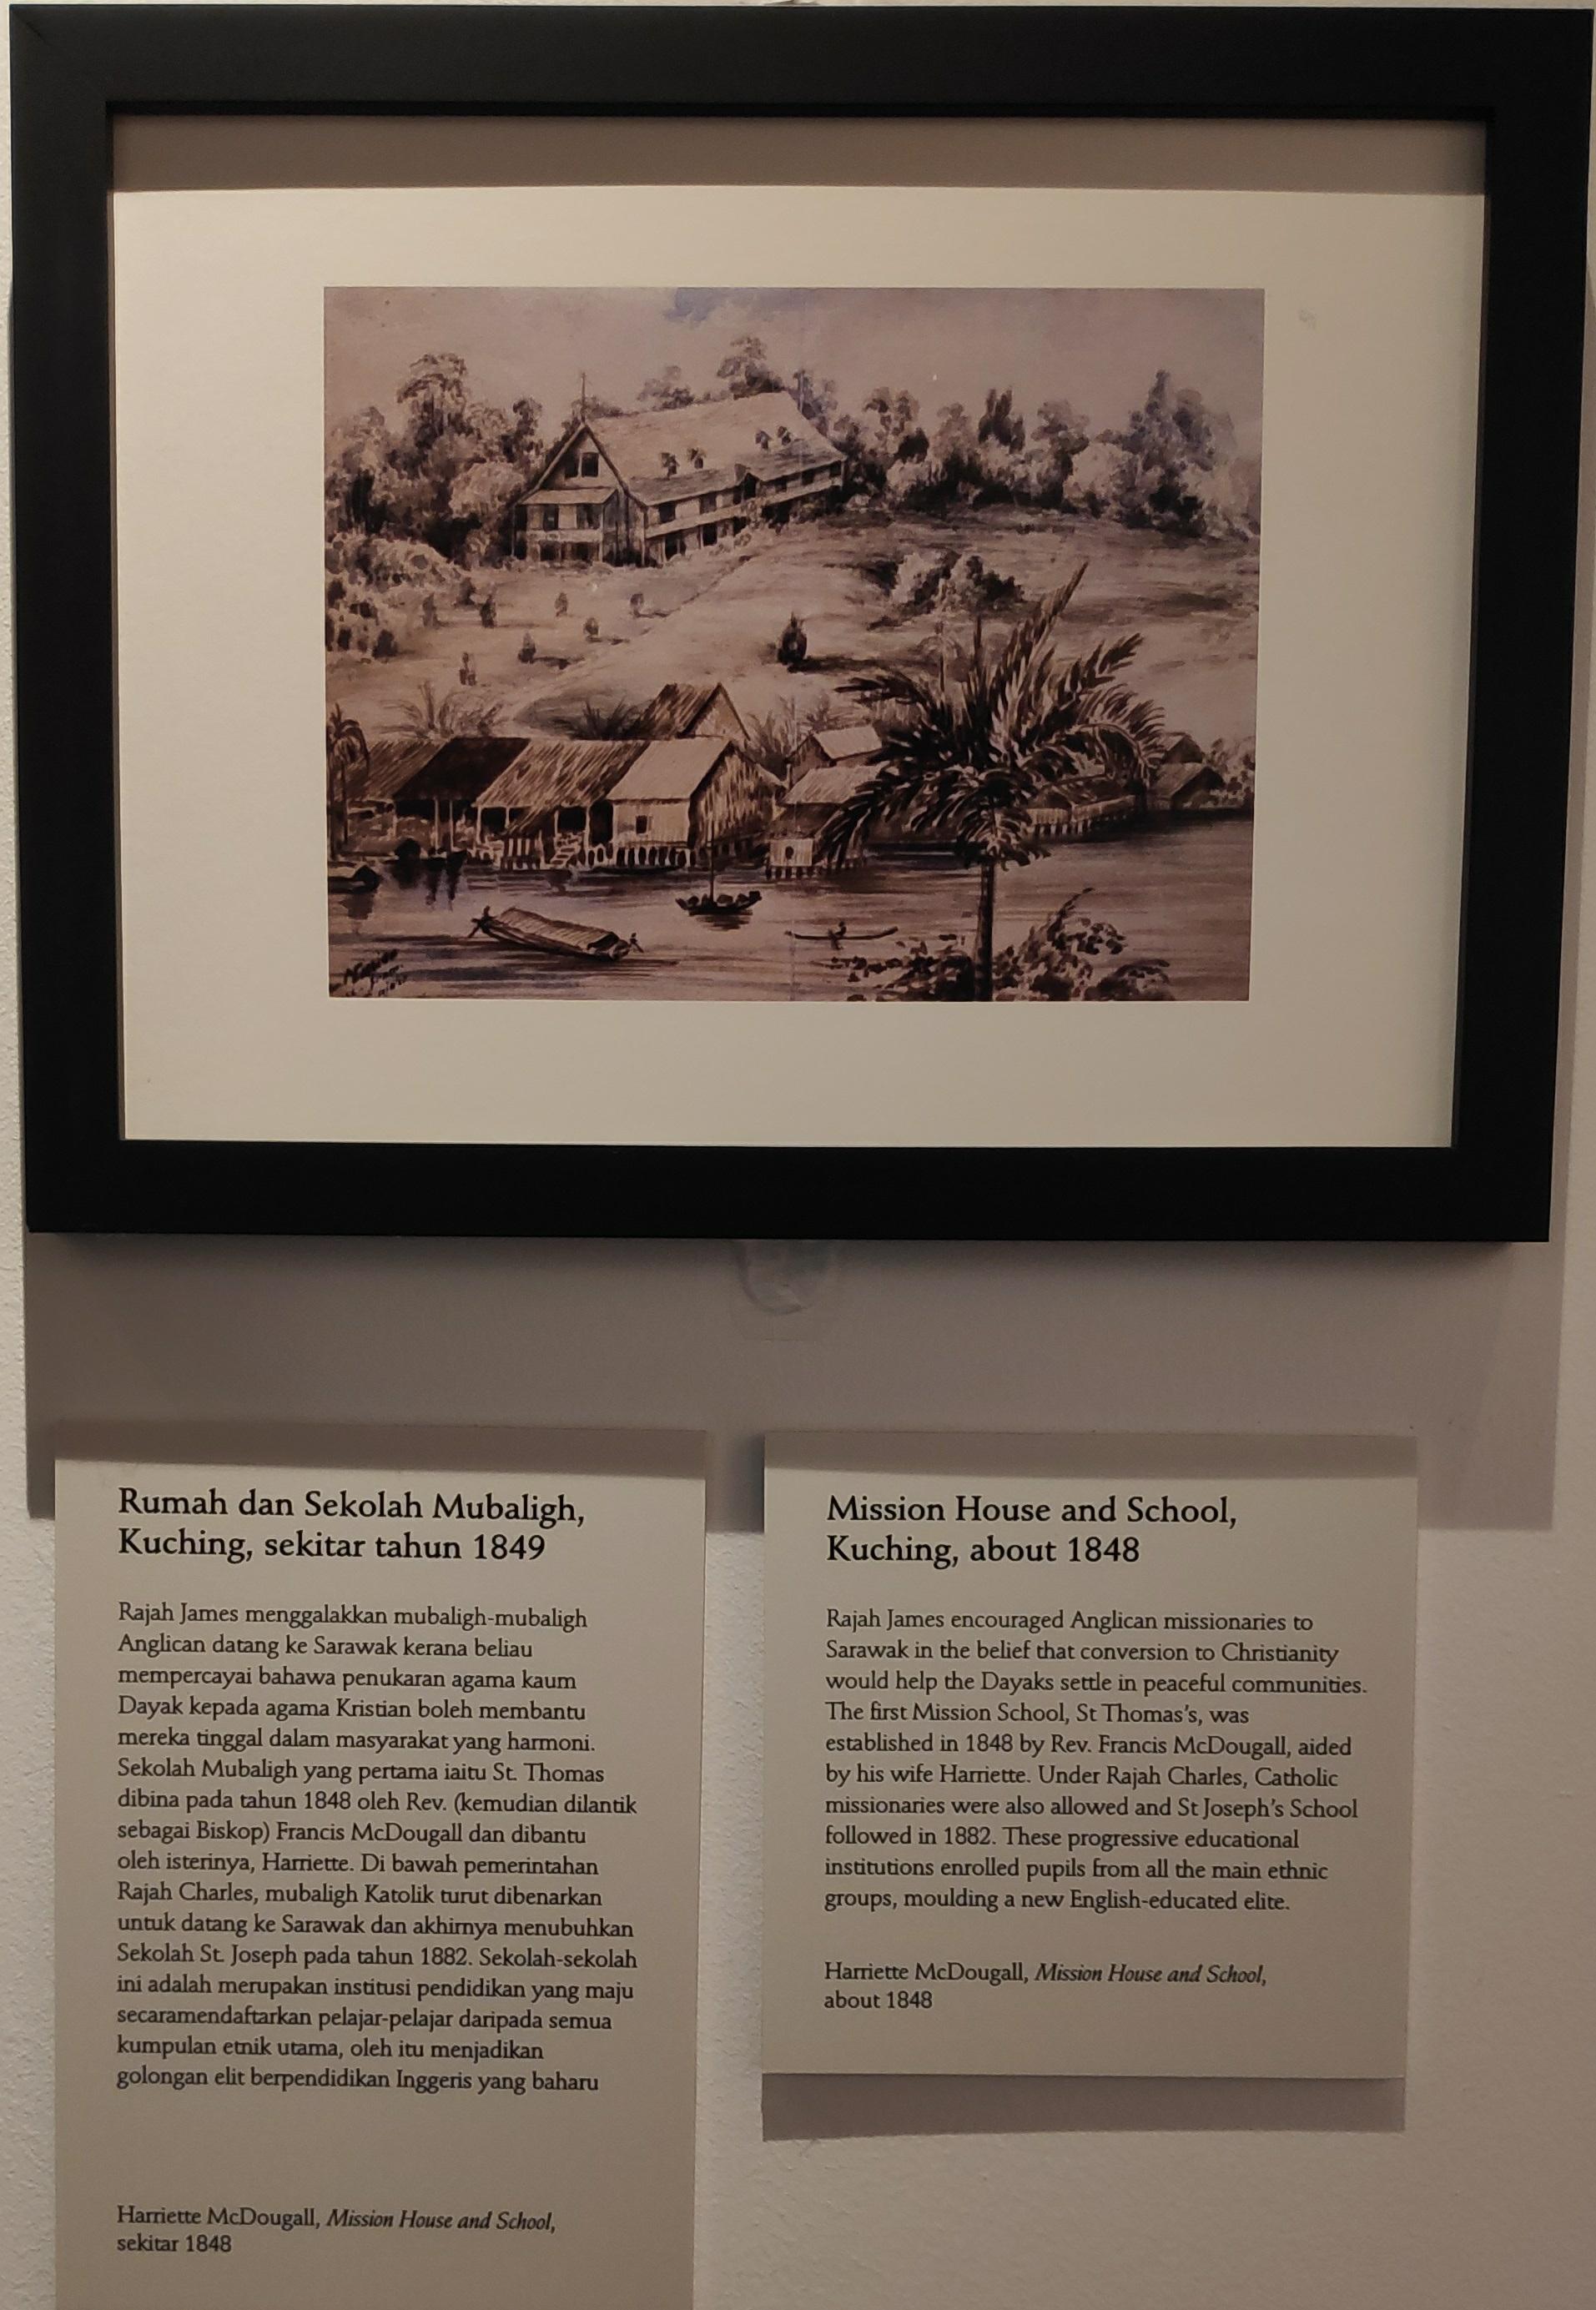 Rumah dan Sekolah Mubaligh,
Kuching, sekitar tahun 1849
Rajah James menggalakkan mubaligh-mubaligh
Anglican datang ke Sarawak kerana beliau
mempercayai bahawa penukaran agama kaum
Dayak kepada agama Kristian boleh membantu
mereka tinggal dalam masyarakat yang harmoni.
Sekolah Mubaligh yang pertama iaitu St. Thomas
dibina pada tahun 1848 oleh Rev. (kemudian dilantik
sebagai Biskop) Francis McDougall dan dibantu
oleh isterinya, Harriette. Di bawah pemerintahan
Rajah Charles, mubaligh Katolik turut dibenarkan
untuk datang ke Sarawak dan akhirnya menubuhkan
Sekolah St. Joseph pada tahun 1882. Sekolah-sekolah
ini adalah merupakan institusi pendidikan yang maju
secaramendaftarkan pelajar-pelajar daripada semua
kumpulan etnik utama, oleh itu menjadikan
golongan elit berpendidikan Inggeris yang baharu
Harriette McDougall, Mission House and School,
sekitar 1848
Mission House and School,
Kuching, about 1848
Rajah James encouraged Anglican missionaries to
Sarawak in the belief that conversion to Christianity
would help the Dayaks settle in peaceful communities.
The first Mission School, St Thomas's, was
established in 1848 by Rev. Francis McDougall, aided
by his wife Harriette. Under Rajah Charles, Catholic
missionaries were also allowed and St Joseph's School
followed in 1882. These progressive educational
institutions enrolled pupils from all the main ethnic
groups, moulding a new English-educated elite.
Harriette McDougall, Mission House and School,
about 1848